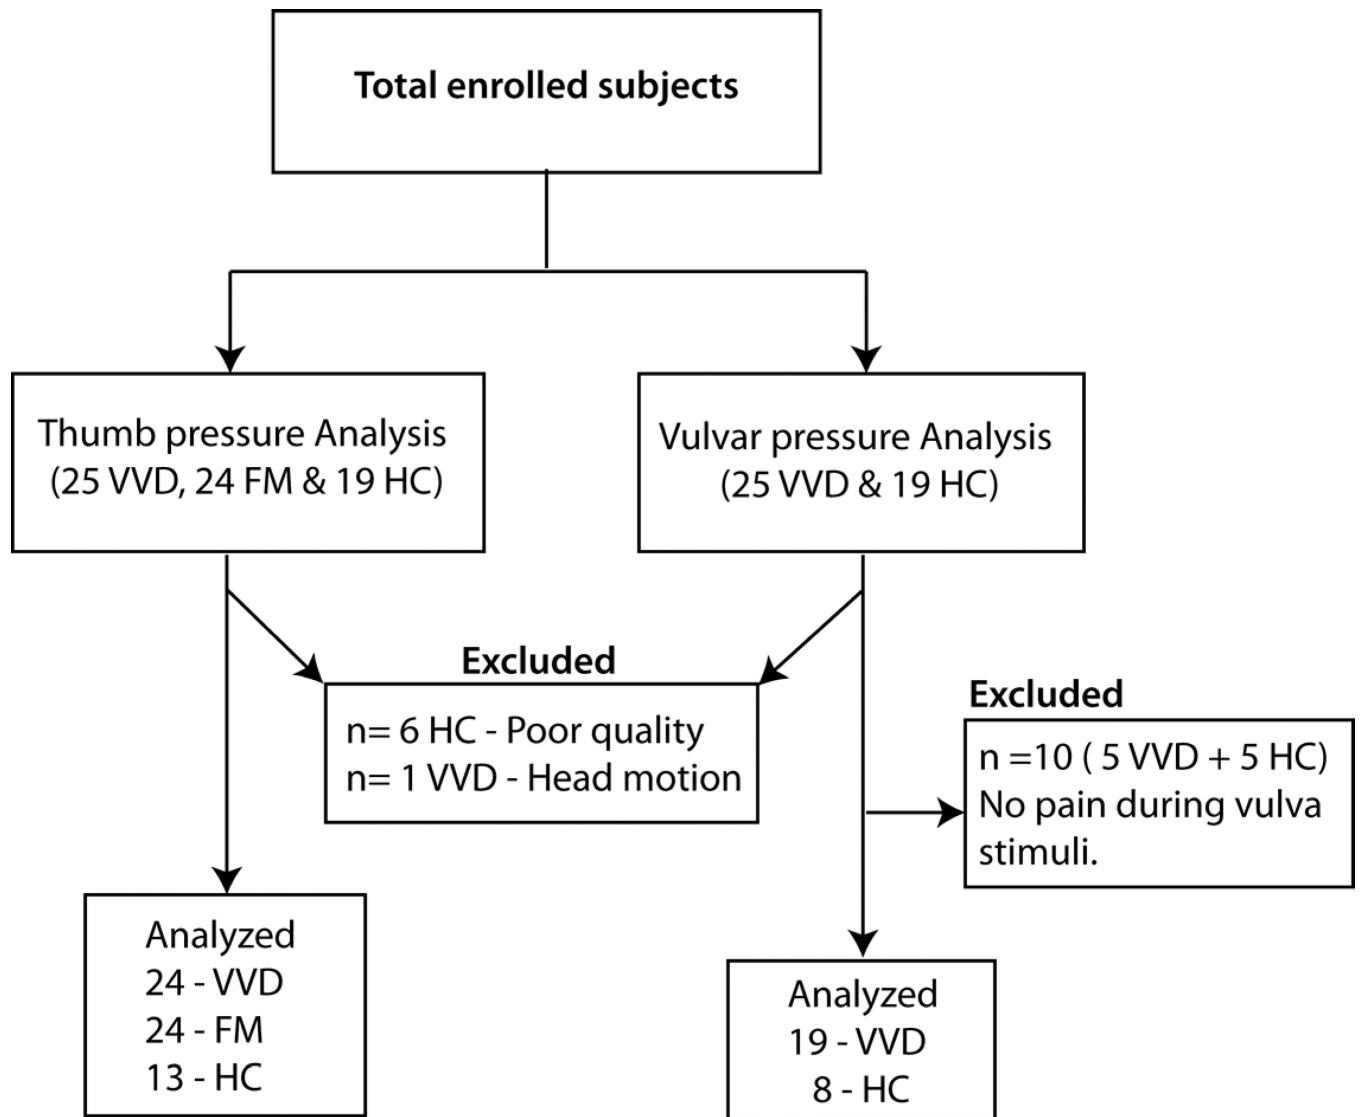 Total enrolled subjects
Thumb pressure Analysis
(25 VVD, 24 FM & 19 HC)
Vulvar pressure Analysis
(25 VVD & 19 HC)
Excluded
n= 6 HC - Poor quality
n= 1 VVD - Head motion
Excluded
n =10 ( 5 VVD + 5 HC)
No pain during vulva
stimuli.
Analyzed
24 - VVD
24 - FM
13 - HC
Analyzed
19 - VVD
8 - HC